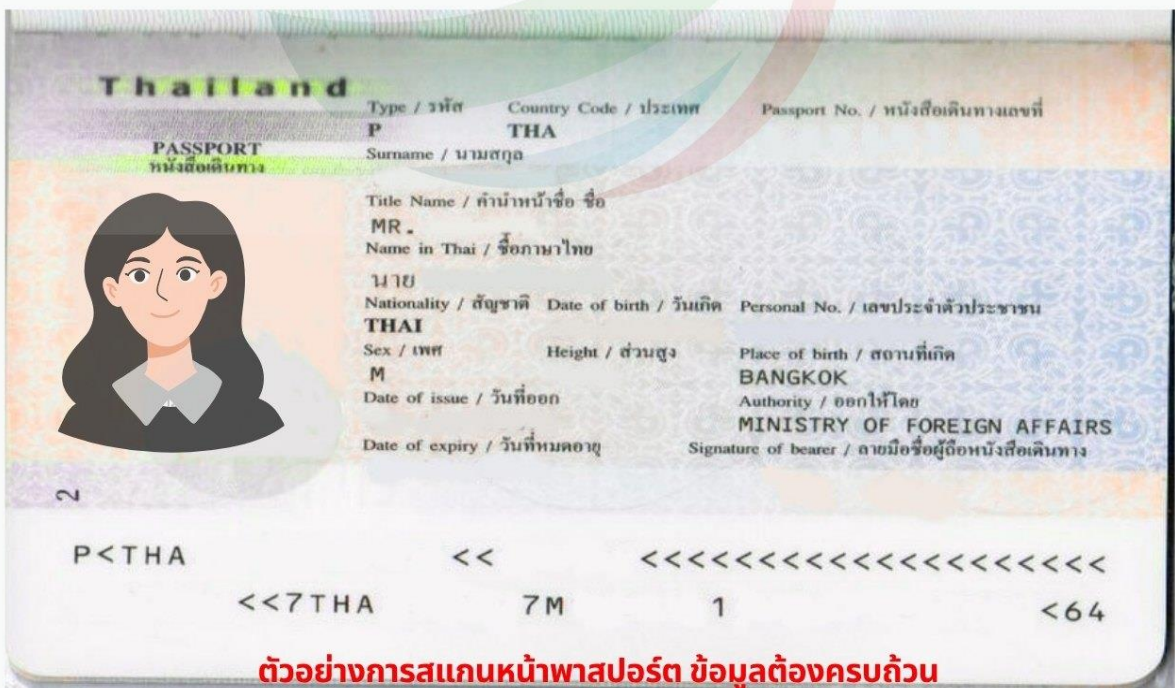 Thailand
PASSPORT
หนังสือเดินทาง
Type / รหัส Country Code / ประเทศ Passport No. / หนังสือเดินทางเลขที่
P THA
Surname / นามสกุล
Title Name / คำนำหน้าชื่อ ชื่อ
MR.
Name in Thai / ชื่อภาษาไทย
นาย
Nationality / สัญชาติ Date of birth / วันเกิด Personal No. / เลขประจำตัวประชาชน
THAI
Sex / เพศ Height / ส่วนสูง Place of birth / สถานที่เกิด
M BANGKOK
Date of issue / วันที่ออก Authority / ออกให้โดย
MINISTRY OF FOREIGN AFFAIRS
Date of expiry / วันที่หมดอายุ Signature of bearer / ลายมือชื่อผู้ถือหนังสือเดินทาง
2
P<THA << <<<<<<<<<<<<<<<<<<<<<
<<7THA 7M 1 <64
ตัวอย่างการสแกนหน้าพาสปอร์ต ข้อมูลต้องครบถ้วน